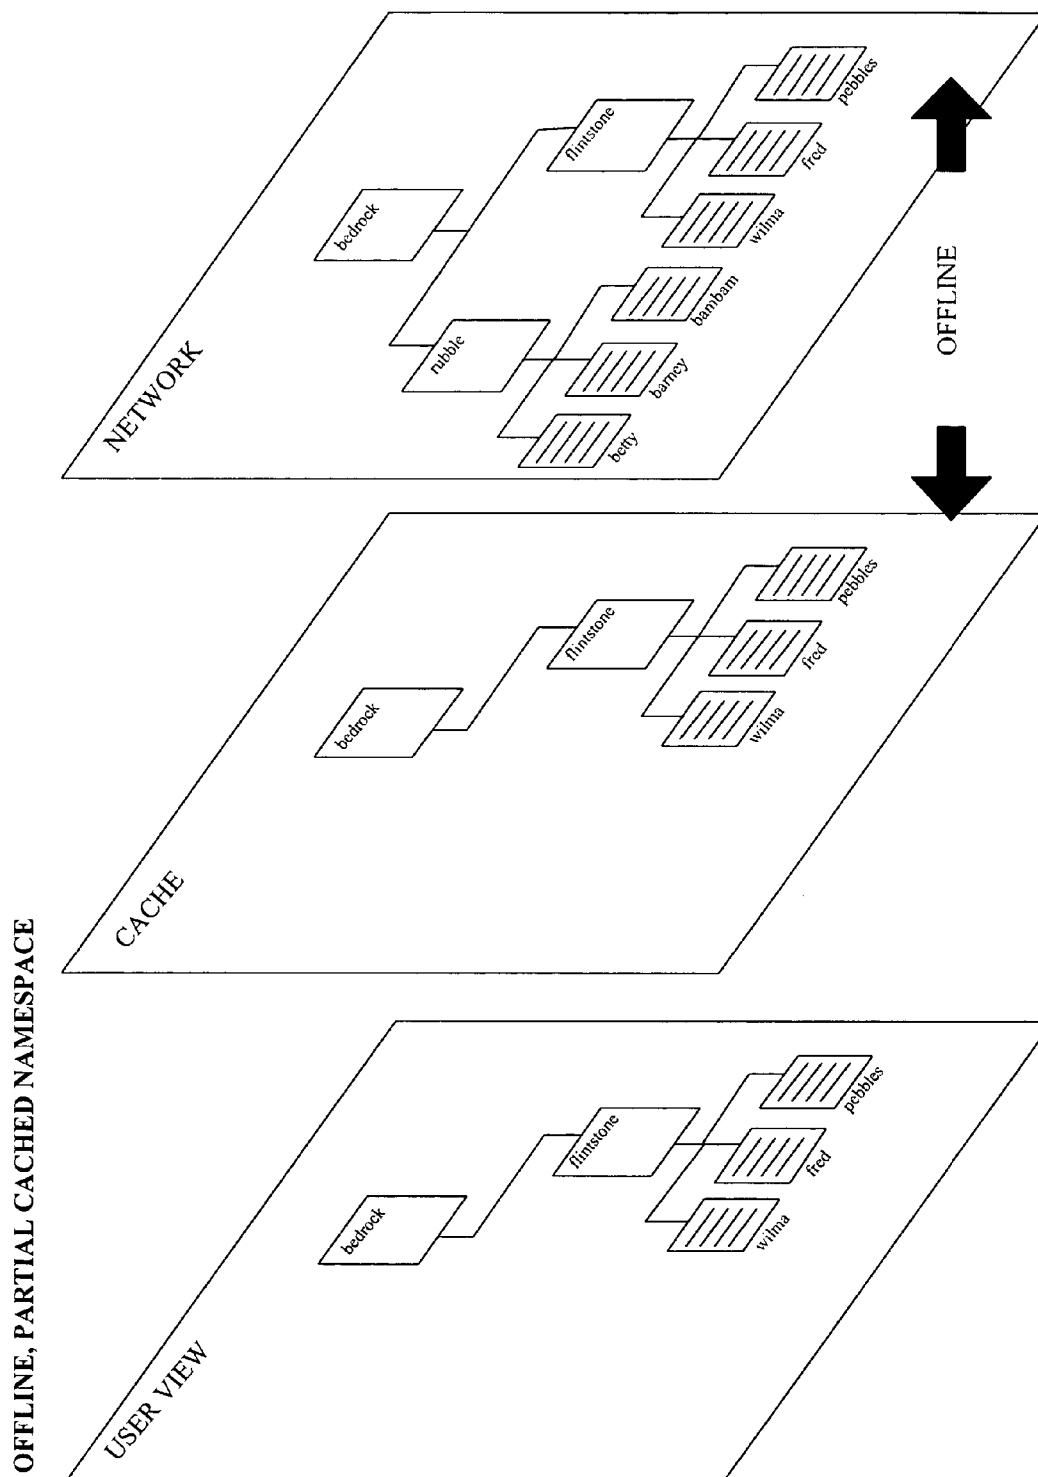 OFFLINE, PARTIAL CACHED NAMESPACE
USER VIEW
bedrock
flintstone
wilma
fred
pebbles
CACHE
bedrock
flintstone
wilma
fred
pebbles
NETWORK
bedrock
rubble
flintstone
betty
barney
bambam
wilma
fred
pebbles
OFFLINE